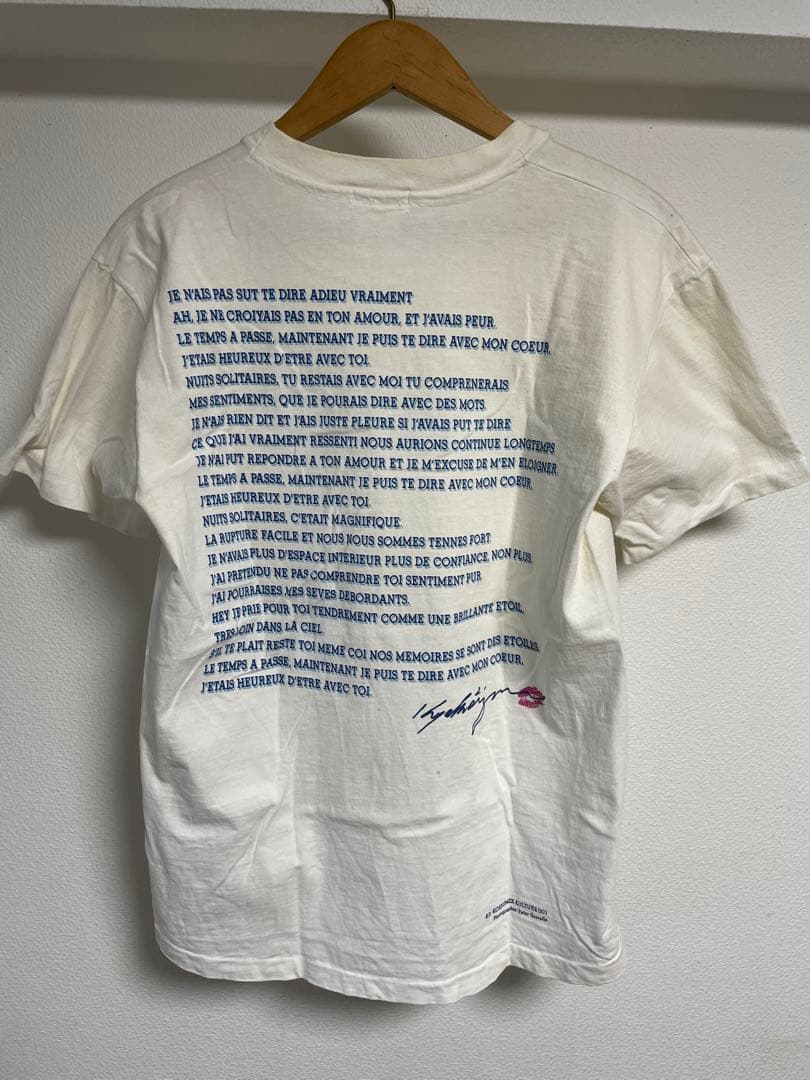 JE N'AIS PAS SUT TE DIRE ADIEU VRAIMENT
AH, JE NE CROIYAIS PAS EN TON AMOUR, ET J'AVAIS PEUR.
LE TEMPS A PASSE, MAINTENANT JE PUIS TE DIRE AVEC MON COEUR,
J'ETAIS HEUREUX D'ETRE AVEC TOI.
NUITS SOLITAIRES, TU RESTAIS AVEC MOI TU COMPRENERAIS
MES SENTIMENTS, QUE JE POURAIS DIRE AVEC DES MOTS.
JE N'AIS RIEN DIT ET J'AIS JUSTE PLEURE SI J'AVAIS PUT TE DIRE
CE QUE J'AI VRAIMENT RESSENTI NOUS AURIONS CONTINUE LONGTEMPS
JE N'AI PUT REPONDRE A TON AMOUR ET JE M'EXCUSE DE M'EN ELOIGNER.
LE TEMPS A PASSE, MAINTENANT JE PUIS TE DIRE AVEC MON COEUR,
J'ETAIS HEUREUX D'ETRE AVEC TOI.
NUITS SOLITAIRES, C'ETAIT MAGNIFIQUE.
LA RUPTURE FACILE ET NOUS NOUS SOMMES TENNES FORT
JE N'AVAIS PLUS D'ESPACE INTERIEUR PLUS DE CONFIANCE, NON PLUS.
J'AI PRETENDU NE PAS COMPRENDRE TOI SENTIMENT PUR
J'AI POURRAISES MES SEVES DEBORDANTS.
HEY JE PRIE POUR TOI TENDREMENT COMME UNE BRILLANTE ETOIL,
TRES LOIN DANS LA CIEL.
S'IL TE PLAIT RESTE TOI MEME COI NOS MEMOIRES SE SONT DES ETOILES.
LE TEMPS A PASSE, MAINTENANT JE PUIS TE DIRE AVEC MON COEUR,
J'ETAIS HEUREUX D'ETRE AVEC TOI.